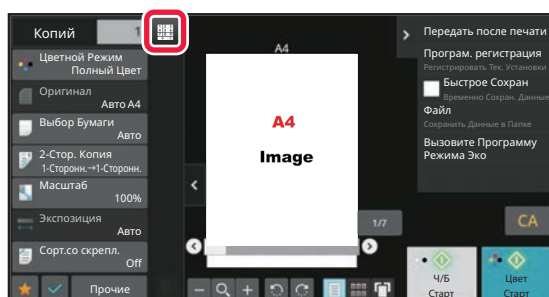 Копий 1
Цветной Режим
Полный Цвет
Оригинал
Авто A4
Выбор Бумаги
Авто
2-Стор. Копия
1-Сторонн.→1-Сторонн.
Масштаб
100%
Экспозиция
Авто
Сорт.со скрепл.
Off
Прочие
A4
A4
Image
1/7
Передать после печати
Програм. регистрация
Регистрировать Тек. Установки
Быстрое Сохран
Временно Сохран. Данные
Файл
Сохранить Данные в Папке
Вызовите Программу
Режима Эко
CA
Ч/Б
Старт
Цвет
Старт